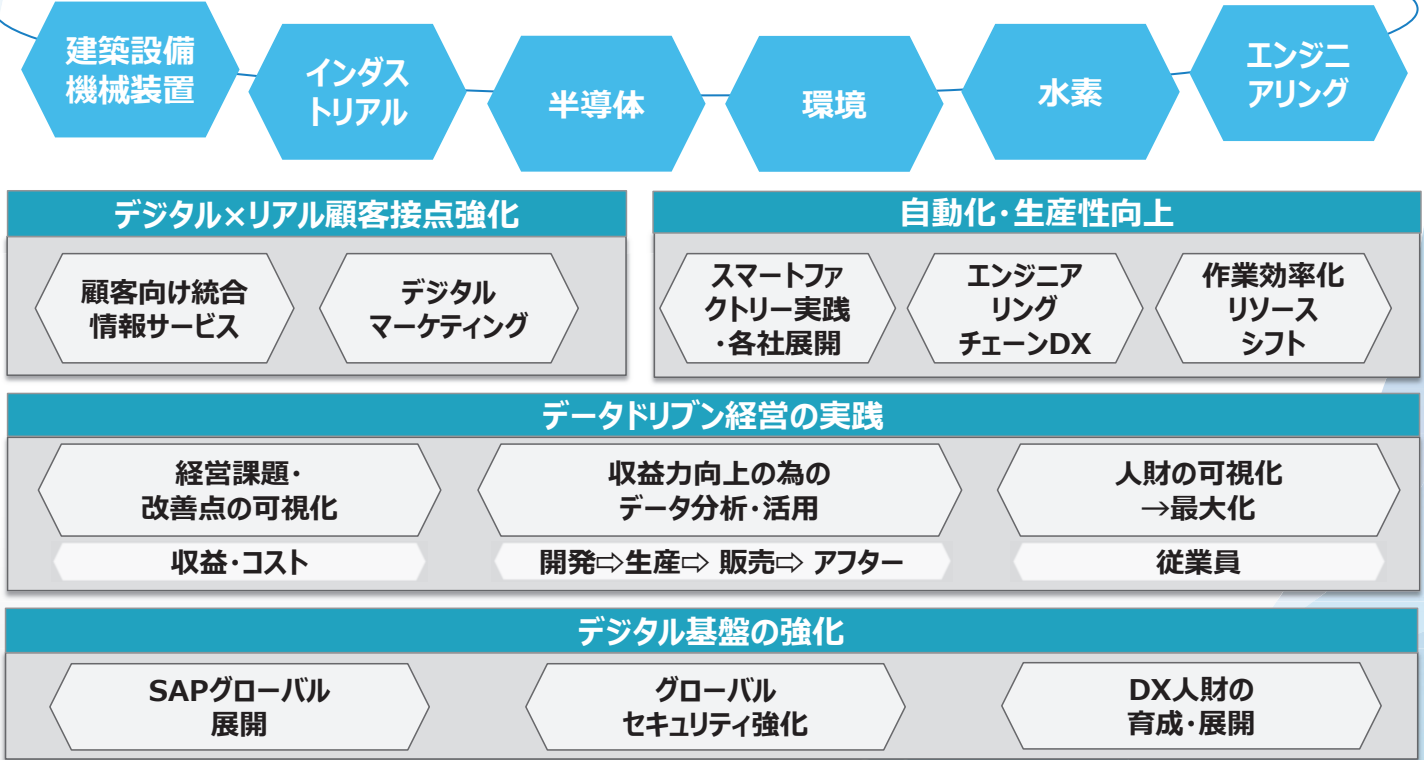 建築設備
機械装置
インダス
トリアル
半導体
環境
水素
エンジニ
アリング
デジタル×リアル顧客接点強化
顧客向け統合
情報サービス
デジタル
マーケティング
自動化・生産性向上
スマートファ
クトリー実践
・各社展開
エンジニア
リング
チェーンDX
作業効率化
リソース
シフト
データドリブン経営の実践
経営課題・
改善点の可視化
収益・コスト
収益力向上の為の
データ分析・活用
開発⇨生産⇨ 販売⇨ アフター
人財の可視化
→最大化
従業員
デジタル基盤の強化
SAPグローバル
展開
グローバル
セキュリティ強化
DX人財の
育成・展開